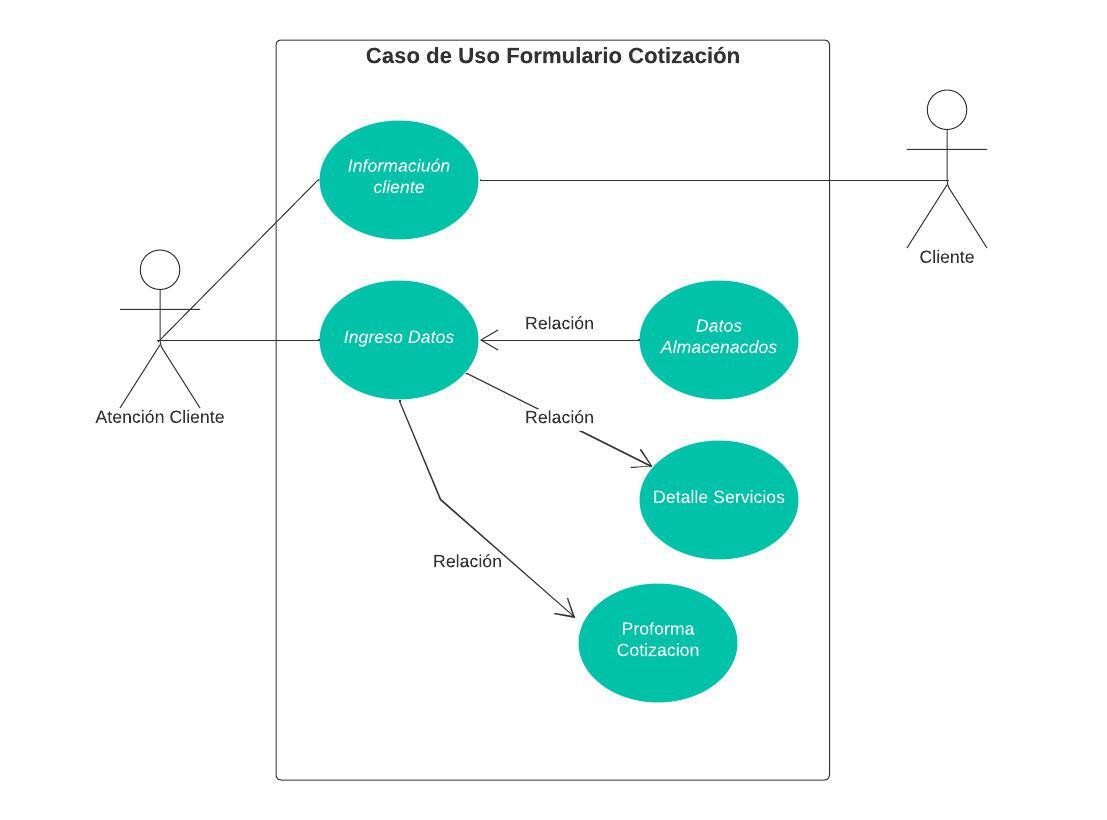 Caso de Uso Formulario Cotización
Informaciuón
cliente
Cliente
Ingreso Datos
Relación
Datos
Almacenacdos
Atención Cliente
Relación
Detalle Servicios
Relación
Proforma
Cotizacion